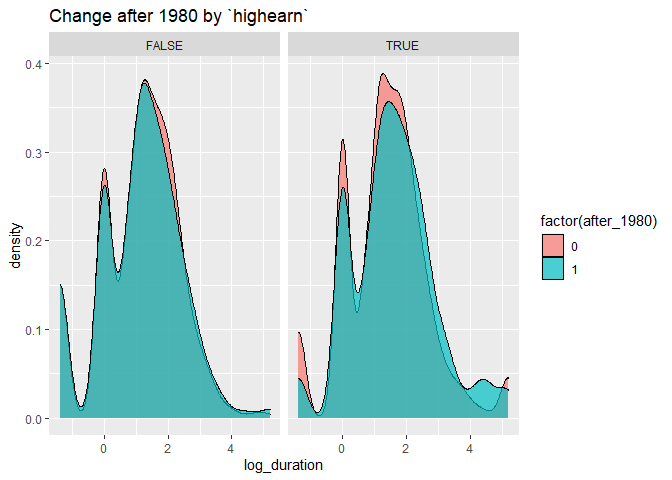 Change after 1980 by `highearn`
FALSE
TRUE
0.4
0.3
0.2
0.1
0.0
density
0 2 4
0 2 4
log_duration
factor(after_1980)
0
1